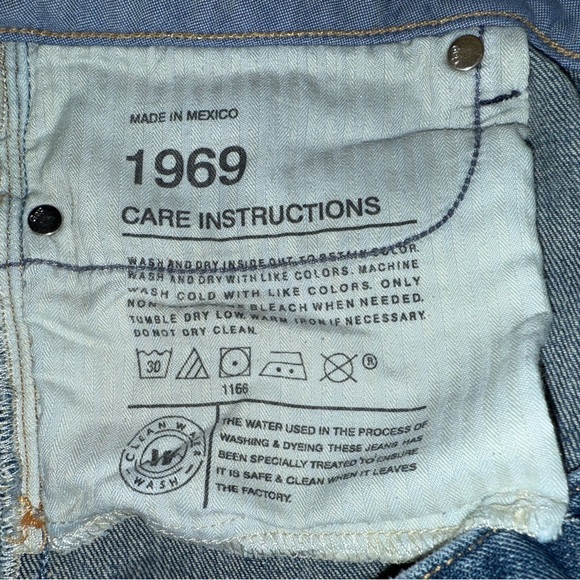 MADE IN MEXICO
1969
CARE INSTRUCTIONS
WASH AND DRY INSIDE OUT TO RETAIN COLOR.
WASH AND DRY WITH LIKE COLORS. MACHINE
WASH COLD WITH LIKE COLORS. ONLY
NON BLEACH WHEN NEEDED.
TUMBLE DRY LOW, WARM IRON IF NECESSARY.
DO NOT DRY CLEAN.
30
®
1166
CLEAN WATER
WASH
W
THE WATER USED IN THE PROCESS OF
WASHING & DYEING THESE JEANS HAS
BEEN SPECIALLY TREATED TO ENSURE
IT IS SAFE & CLEAN WHEN IT LEAVES
THE FACTORY.